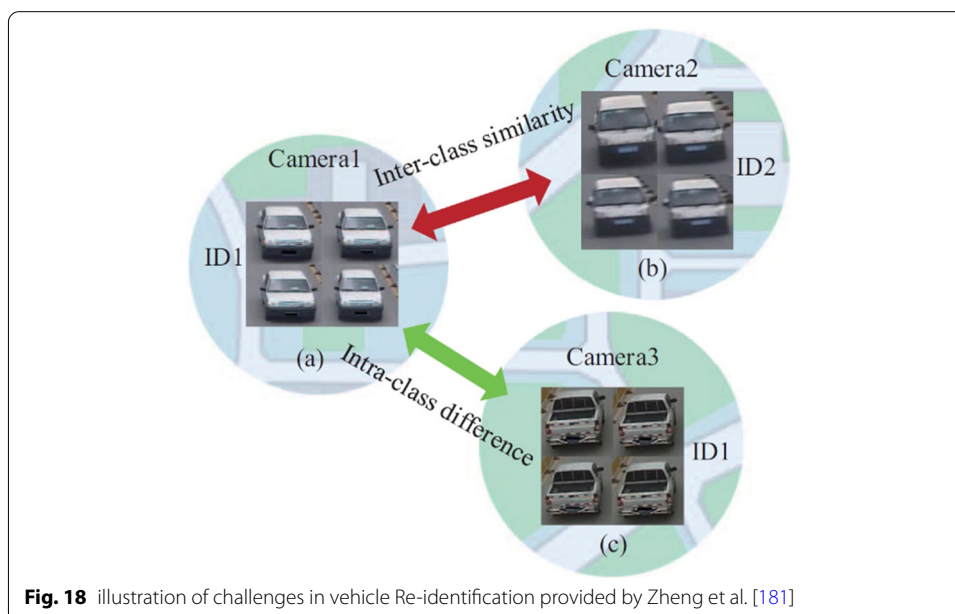 Camera1
ID1
(a)
Inter-class similarity
Camera2
ID2
(b)
Intra-class difference
Camera3
ID1
(c)
Fig. 18 illustration of challenges in vehicle Re-identification provided by Zheng et al. [181]